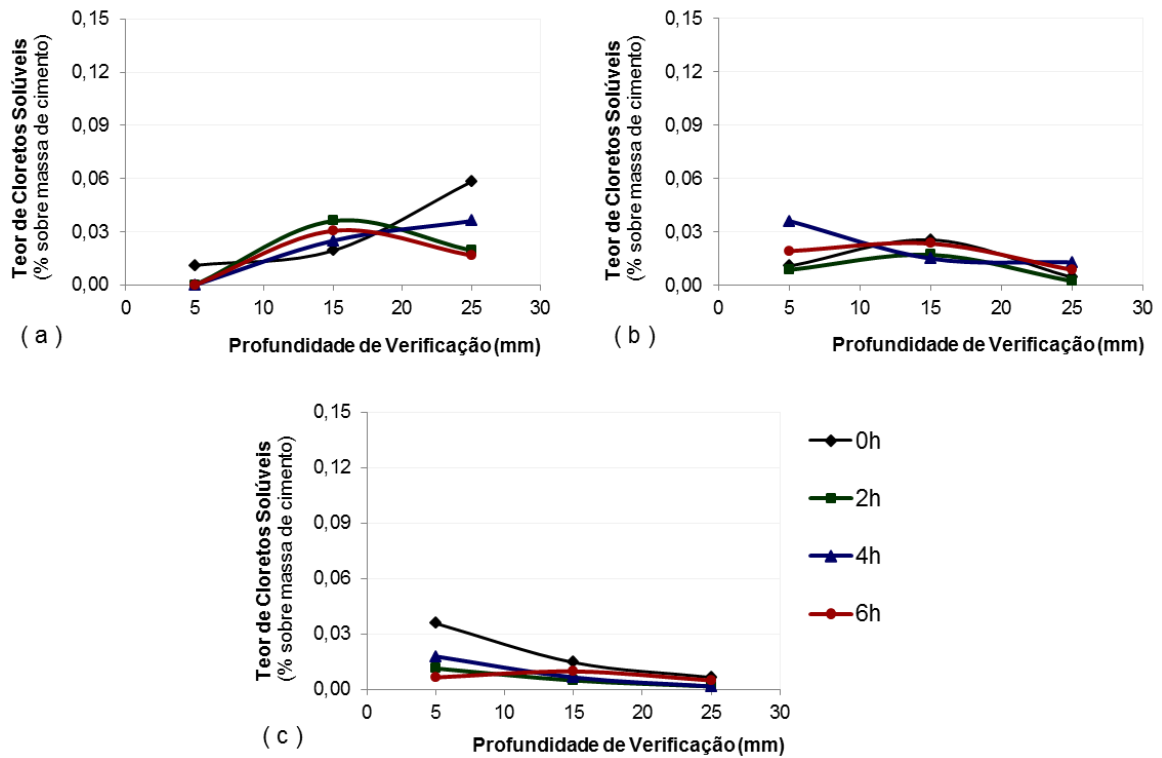 Teor de Cloretos Solúveis
(% sobre massa de cimento)
0,15
0,12
0,09
0,06
0,03
0,00
0 5 10 15 20 25 30
( a )
Profundidade de Verificação (mm)
Teor de Cloretos Solúveis
(% sobre massa de cimento)
0,15
0,12
0,09
0,06
0,03
0,00
0 5 10 15 20 25 30
( b )
Profundidade de Verificação (mm)
Teor de Cloretos Solúveis
(% sobre massa de cimento)
0,15
0,12
0,09
0,06
0,03
0,00
0 5 10 15 20 25 30
( c )
Profundidade de Verificação (mm)
0h
2h
4h
6h